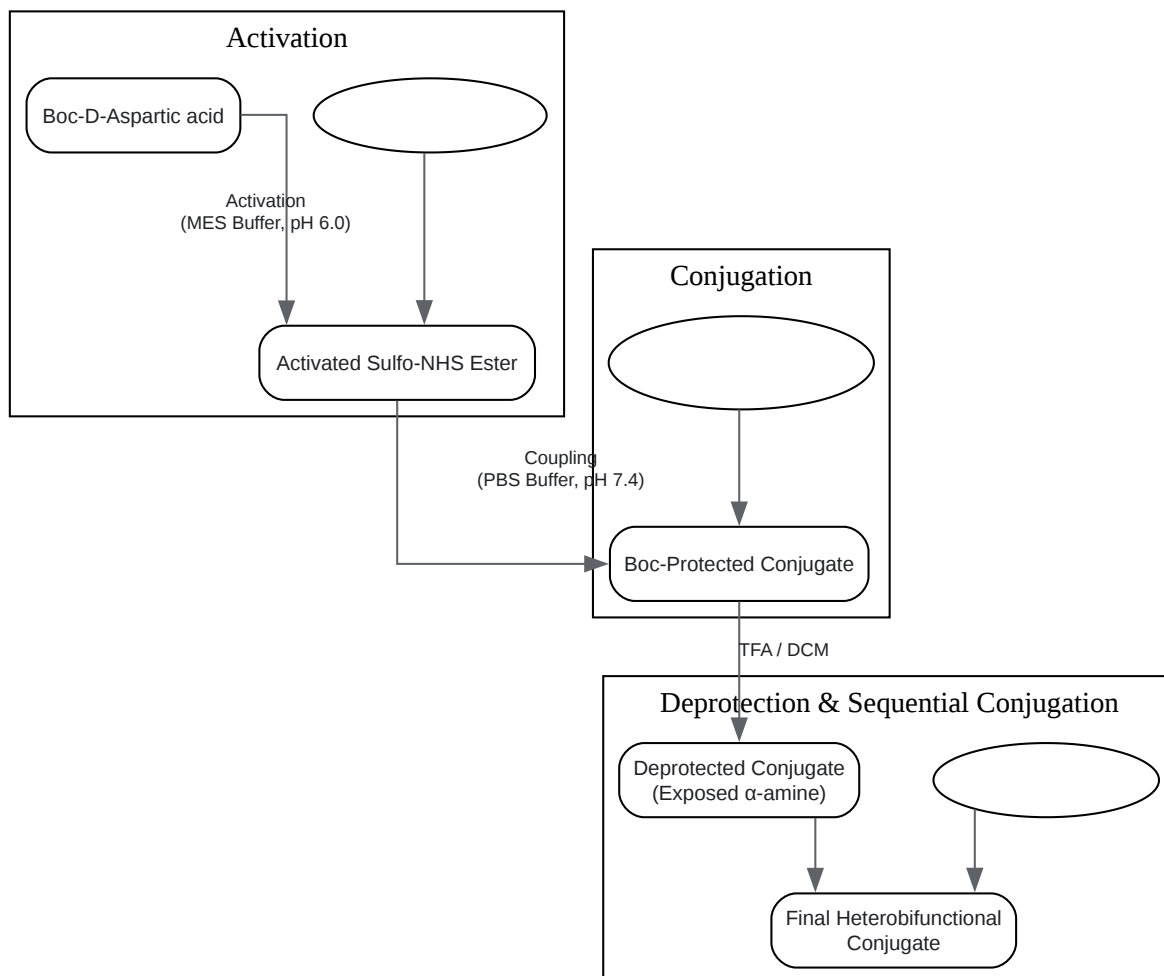 Activation
Boc-D-Aspartic acid
Activation
(MES Buffer, pH 6.0)
Activated Sulfo-NHS Ester
Conjugation
Coupling
(PBS Buffer, pH 7.4)
Boc-Protected Conjugate
TFA / DCM
Deprotection & Sequential Conjugation
Deprotected Conjugate
(Exposed α-amine)
Final Heterobifunctional
Conjugate